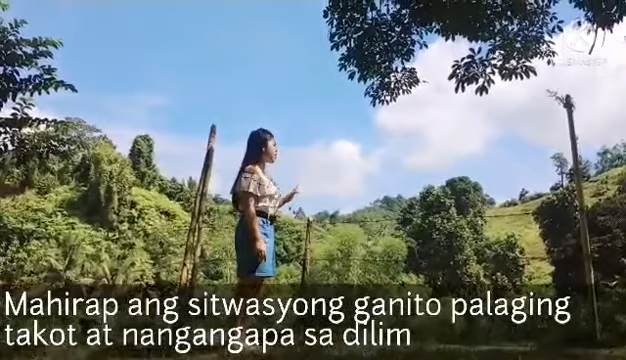 Mahirap ang sitwasyong ganito palaging
takot at nangangapa sa dilim